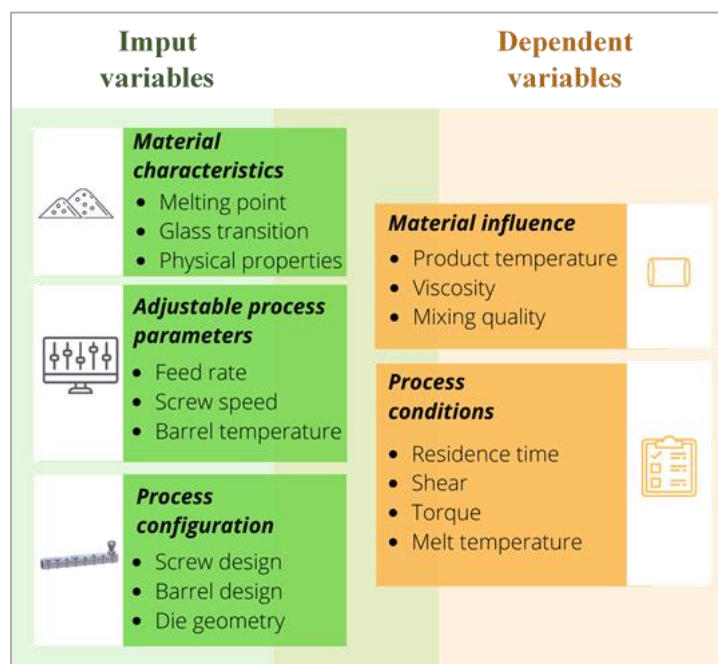 Imput
variables
Dependent
variables
Material
characteristics
• Melting point
• Glass transition
• Physical properties
Adjustable process
parameters
• Feed rate
• Screw speed
• Barrel temperature
Process
configuration
• Screw design
• Barrel design
• Die geometry
Material influence
• Product temperature
• Viscosity
• Mixing quality
Process
conditions
• Residence time
• Shear
• Torque
• Melt temperature